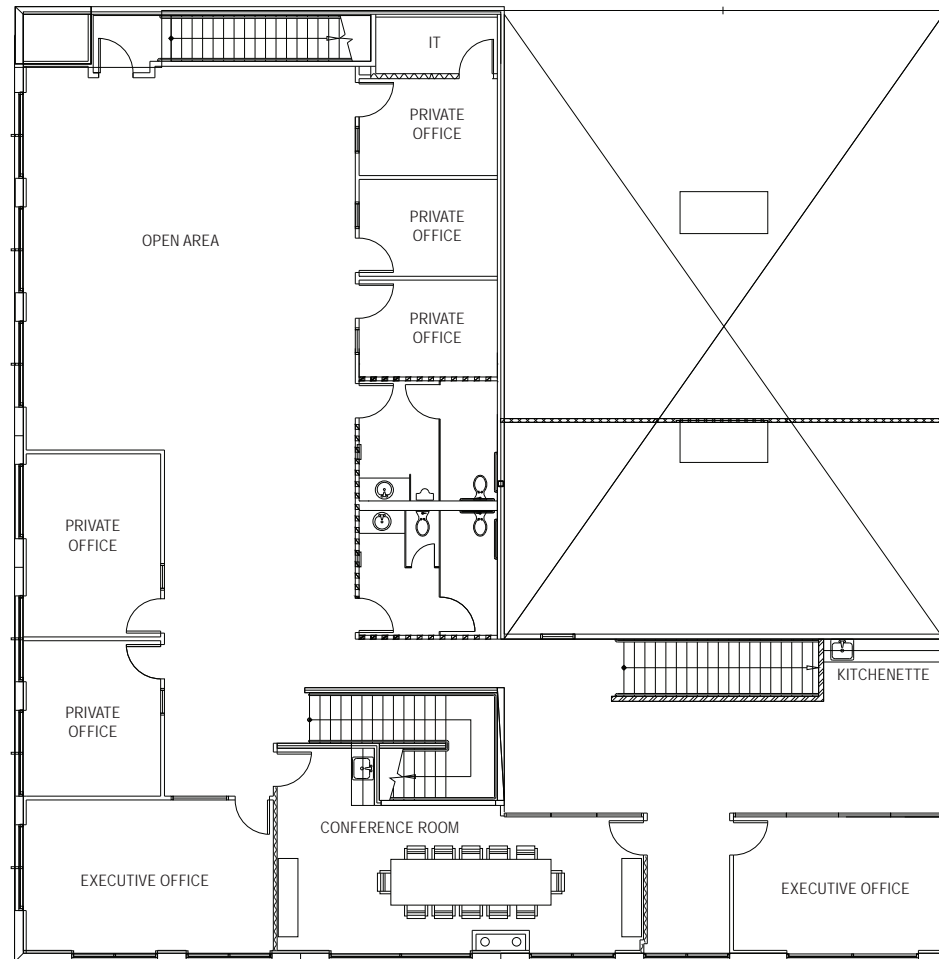 IT
PRIVATE
OFFICE
PRIVATE
OFFICE
OPEN AREA
PRIVATE
OFFICE
PRIVATE
OFFICE
KITCHENETTE
PRIVATE
OFFICE
CONFERENCE ROOM
EXECUTIVE OFFICE
EXECUTIVE OFFICE